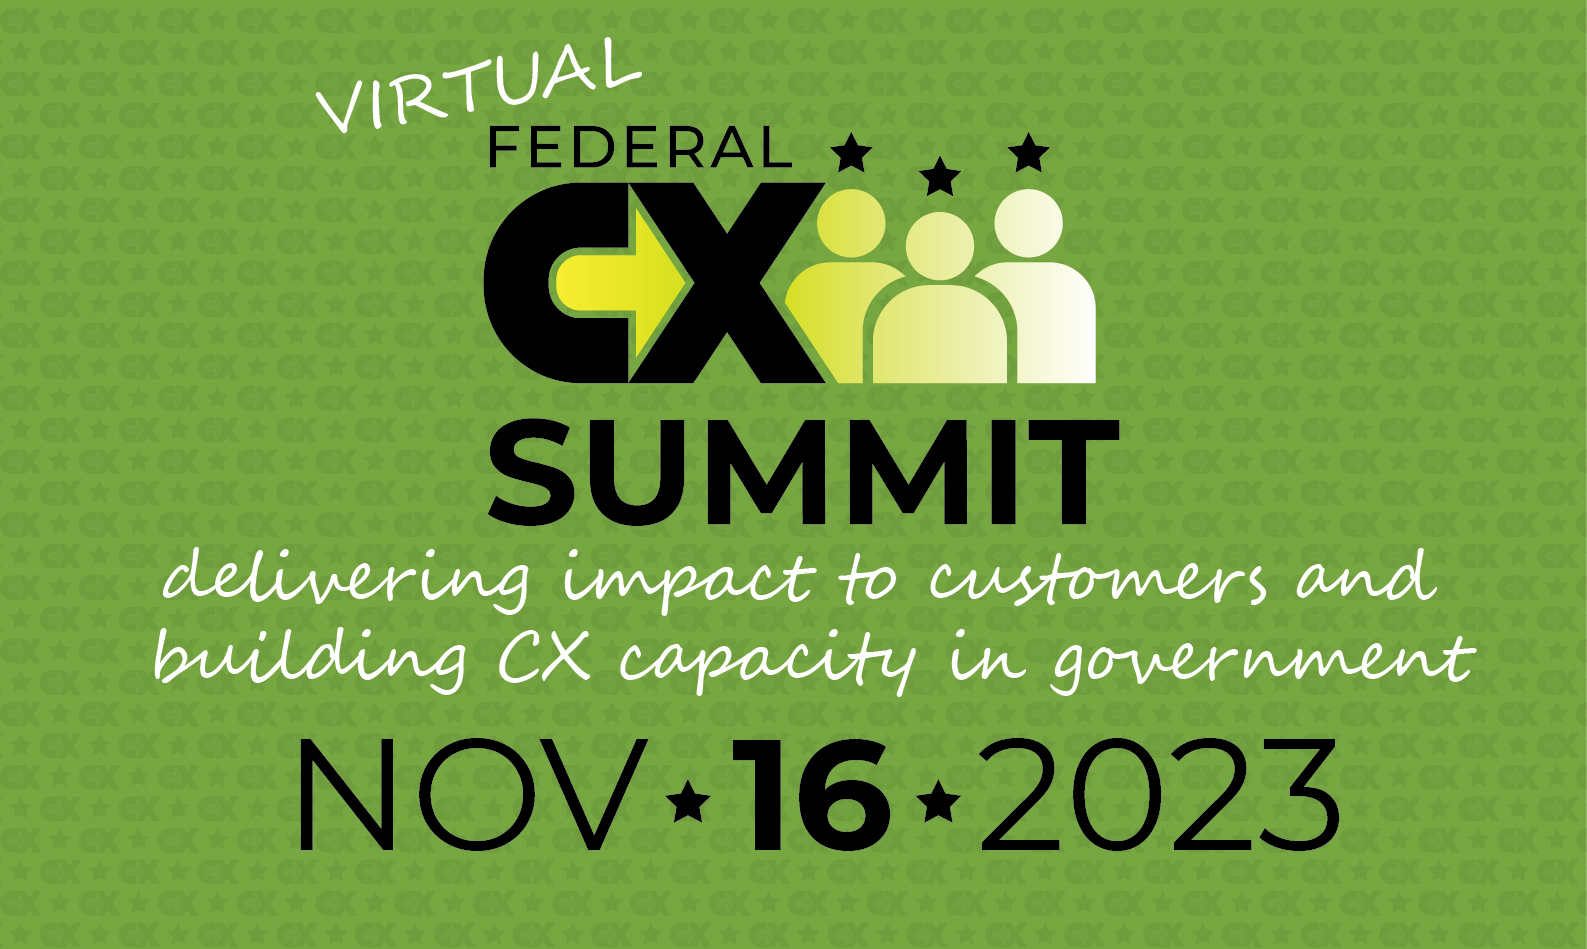 VIRTUAL
FEDERAL
CX
SUMMIT
delivering impact to customers and
building CX capacity in government
NOV ★ 16 ★ 2023